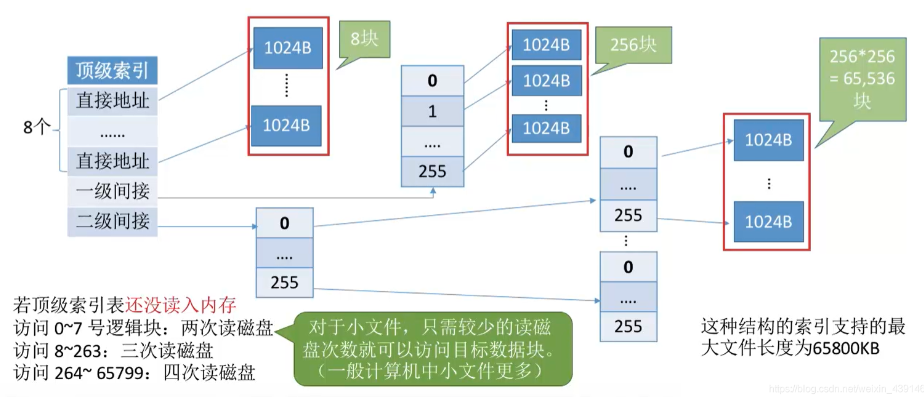 顶级索引
直接地址
......
直接地址
一级间接
二级间接
8个
1024B
1024B
8块
0
1
....
255
1024B
1024B
1024B
256块
0
....
255
0
....
255
0
....
255
1024B
1024B
256*256
= 65,536
块
若顶级索引表还没读入内存
访问 0~7 号逻辑块：两次读磁盘
访问 8~263：三次读磁盘
访问 264~ 65799：四次读磁盘
对于小文件，只需较少的读磁
盘次数就可以访问目标数据块。
（一般计算机中小文件更多）
这种结构的索引支持的最
大文件长度为65800KB